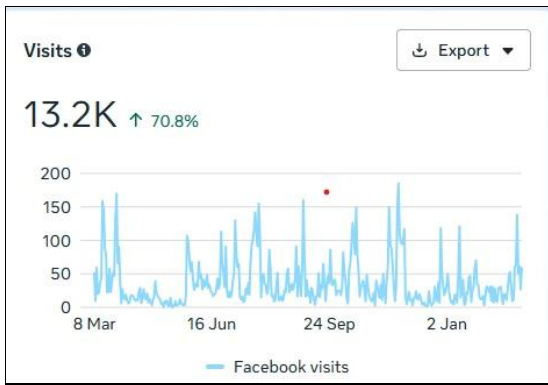 Visits
Export
13.2K ↑ 70.8%
200
150
100
50
0
8 Mar 16 Jun 24 Sep 2 Jan
Facebook visits